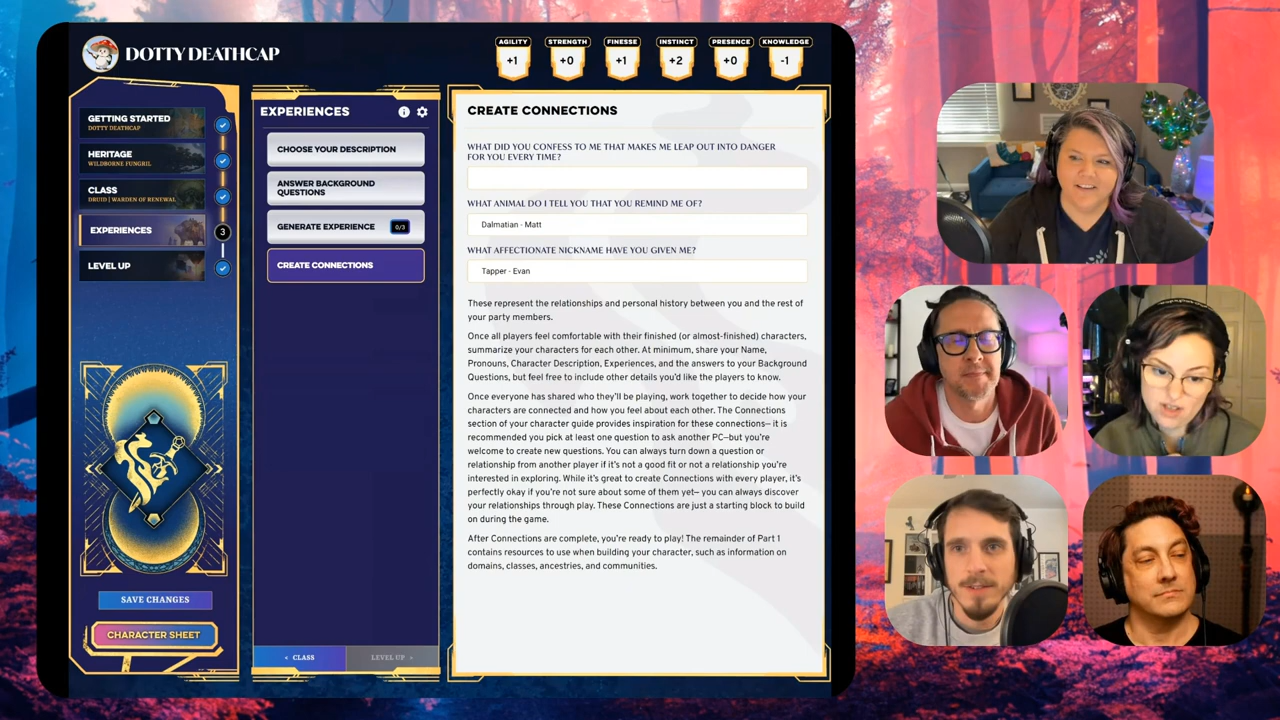 DOTTY DEATHCAP
AGILITY STRENGTH FINESSE INSTINCT PRESENCE KNOWLEDGE
+1 +0 +1 +2 +0 -1
GETTING STARTED
DOTTY DEATHCAP
HERITAGE
WILDBORNE FUNGRIL
CLASS
DRUID | WARDEN OF RENEWAL
EXPERIENCES
3
LEVEL UP
SAVE CHANGES
CHARACTER SHEET
EXPERIENCES
CHOOSE YOUR DESCRIPTION
ANSWER BACKGROUND
QUESTIONS
GENERATE EXPERIENCE 0/3
CREATE CONNECTIONS
< CLASS
LEVEL UP >
CREATE CONNECTIONS
WHAT DID YOU CONFESS TO ME THAT MAKES ME LEAP OUT INTO DANGER
FOR YOU EVERY TIME?
WHAT ANIMAL DO I TELL YOU THAT YOU REMIND ME OF?
Dalmatian - Matt
WHAT AFFECTIONATE NICKNAME HAVE YOU GIVEN ME?
Tapper - Evan
These represent the relationships and personal history between you and the rest of
your party members.
Once all players feel comfortable with their finished (or almost-finished) characters,
summarize your characters for each other. At minimum, share your Name,
Pronouns, Character Description, Experiences, and the answers to your Background
Questions, but feel free to include other details you'd like the players to know.
Once everyone has shared who they'll be playing, work together to decide how your
characters are connected and how you feel about each other. The Connections
section of your character guide provides inspiration for these connections— it is
recommended you pick at least one question to ask another PC—but you're
welcome to create new questions. You can always turn down a question or
relationship from another player if it's not a good fit or not a relationship you're
interested in exploring. While it's great to create Connections with every player, it's
perfectly okay if you're not sure about some of them yet— you can always discover
your relationships through play. These Connections are just a starting block to build
on during the game.
After Connections are complete, you're ready to play! The remainder of Part 1
contains resources to use when building your character, such as information on
domains, classes, ancestries, and communities.